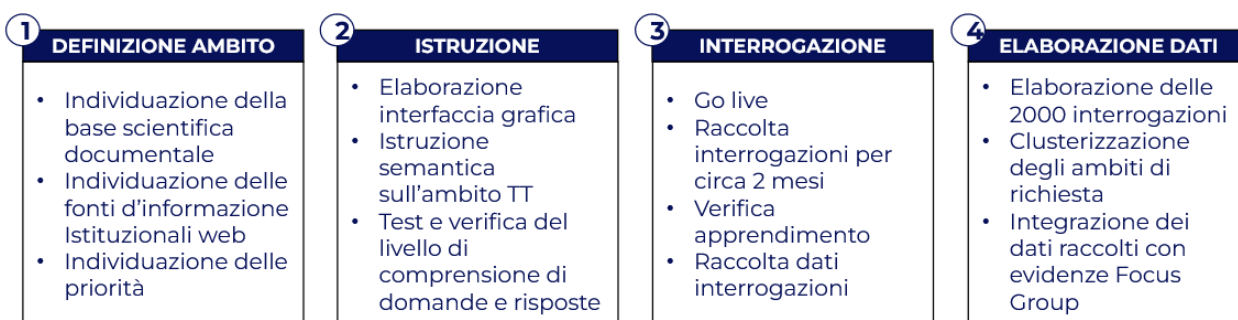 1
DEFINIZIONE AMBITO
• Individuazione della
base scientifica
documentale
• Individuazione delle
fonti d'informazione
Istituzionali web
• Individuazione delle
priorità
2
ISTRUZIONE
• Elaborazione
interfaccia grafica
• Istruzione
semantica
sull'ambito TT
• Test e verifica del
livello di
comprensione di
domande e risposte
3
INTERROGAZIONE
• Go live
• Raccolta
interrogazioni per
circa 2 mesi
• Verifica
apprendimento
• Raccolta dati
interrogazioni
4
ELABORAZIONE DATI
• Elaborazione delle
2000 interrogazioni
• Clusterizzazione
degli ambiti di
richiesta
• Integrazione dei
dati raccolti con
evidenze Focus
Group